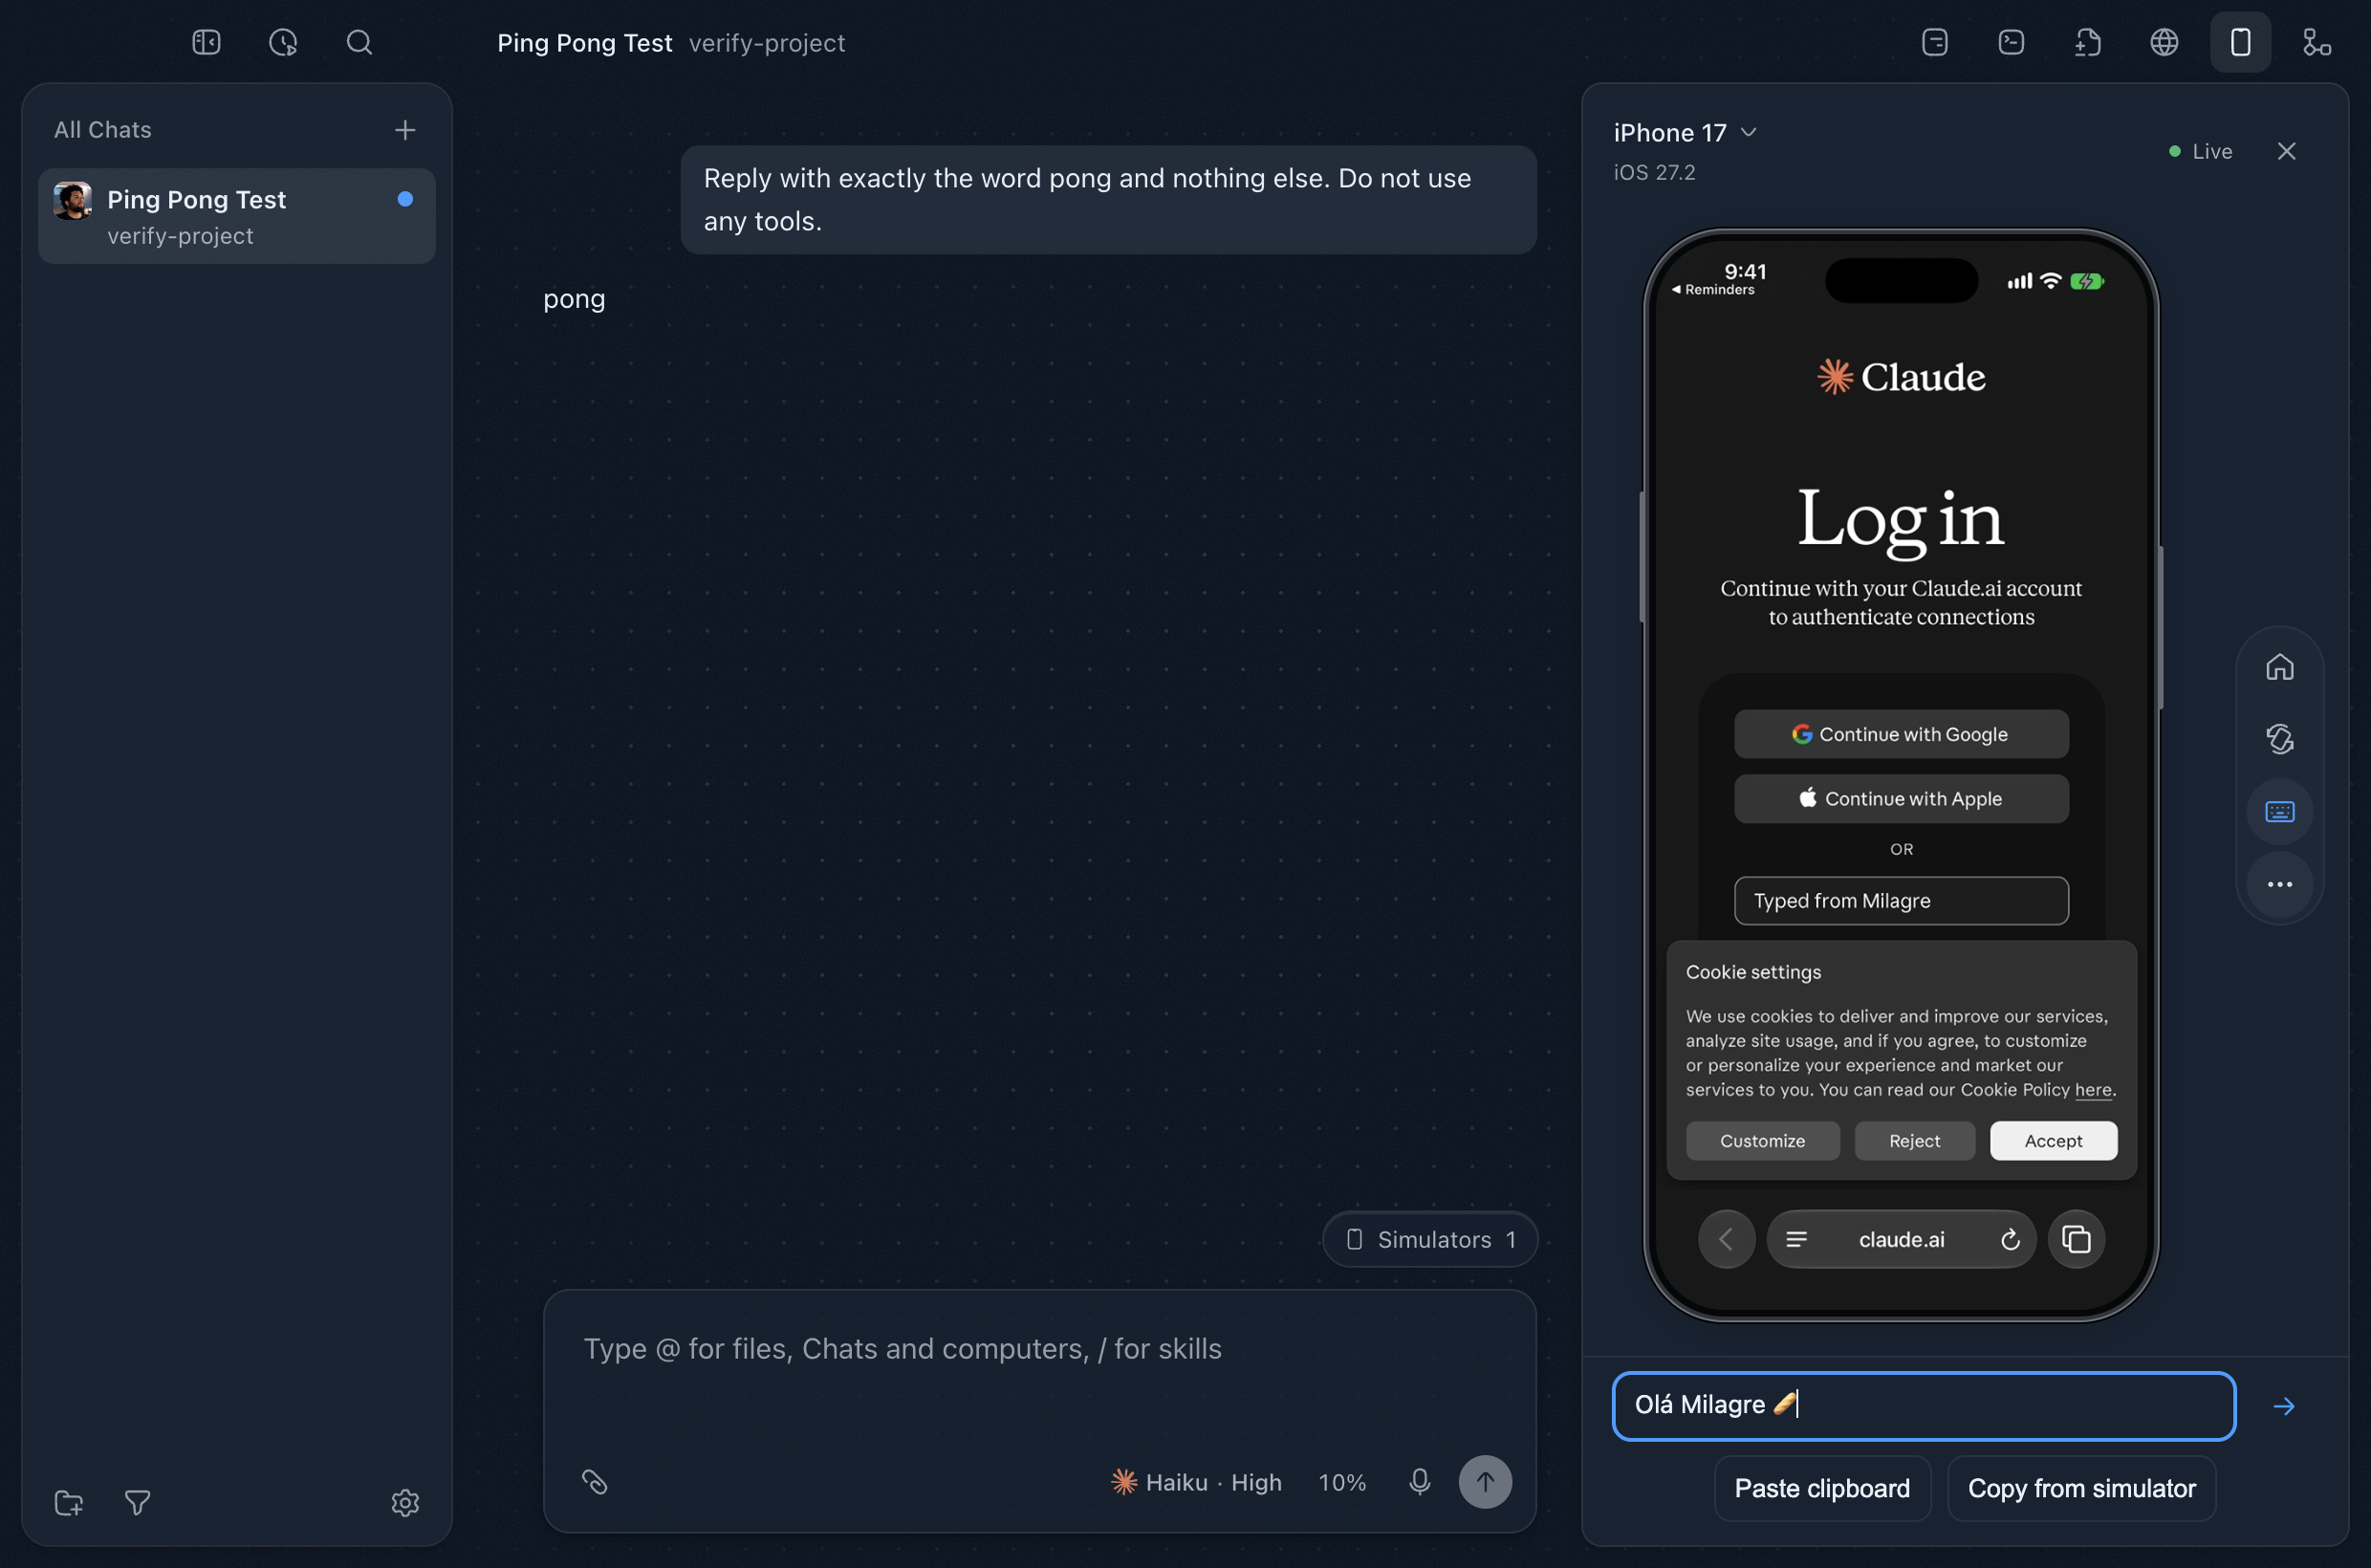 Ping Pong Test verify-project
All Chats
Ping Pong Test
verify-project
Reply with exactly the word pong and nothing else. Do not use
any tools.
pong
Simulators 1
Type @ for files, Chats and computers, / for skills
Haiku · High 10%
iPhone 17
iOS 27.2
Live
9:41
◀ Reminders
Claude
Log in
Continue with your Claude.ai account
to authenticate connections
Continue with Google
Continue with Apple
OR
Typed from Milagre
Cookie settings
We use cookies to deliver and improve our services,
analyze site usage, and if you agree, to customize
or personalize your experience and market our
services to you. You can read our Cookie Policy here.
Customize Reject Accept
claude.ai
Olá Milagre 🥖
Paste clipboard Copy from simulator